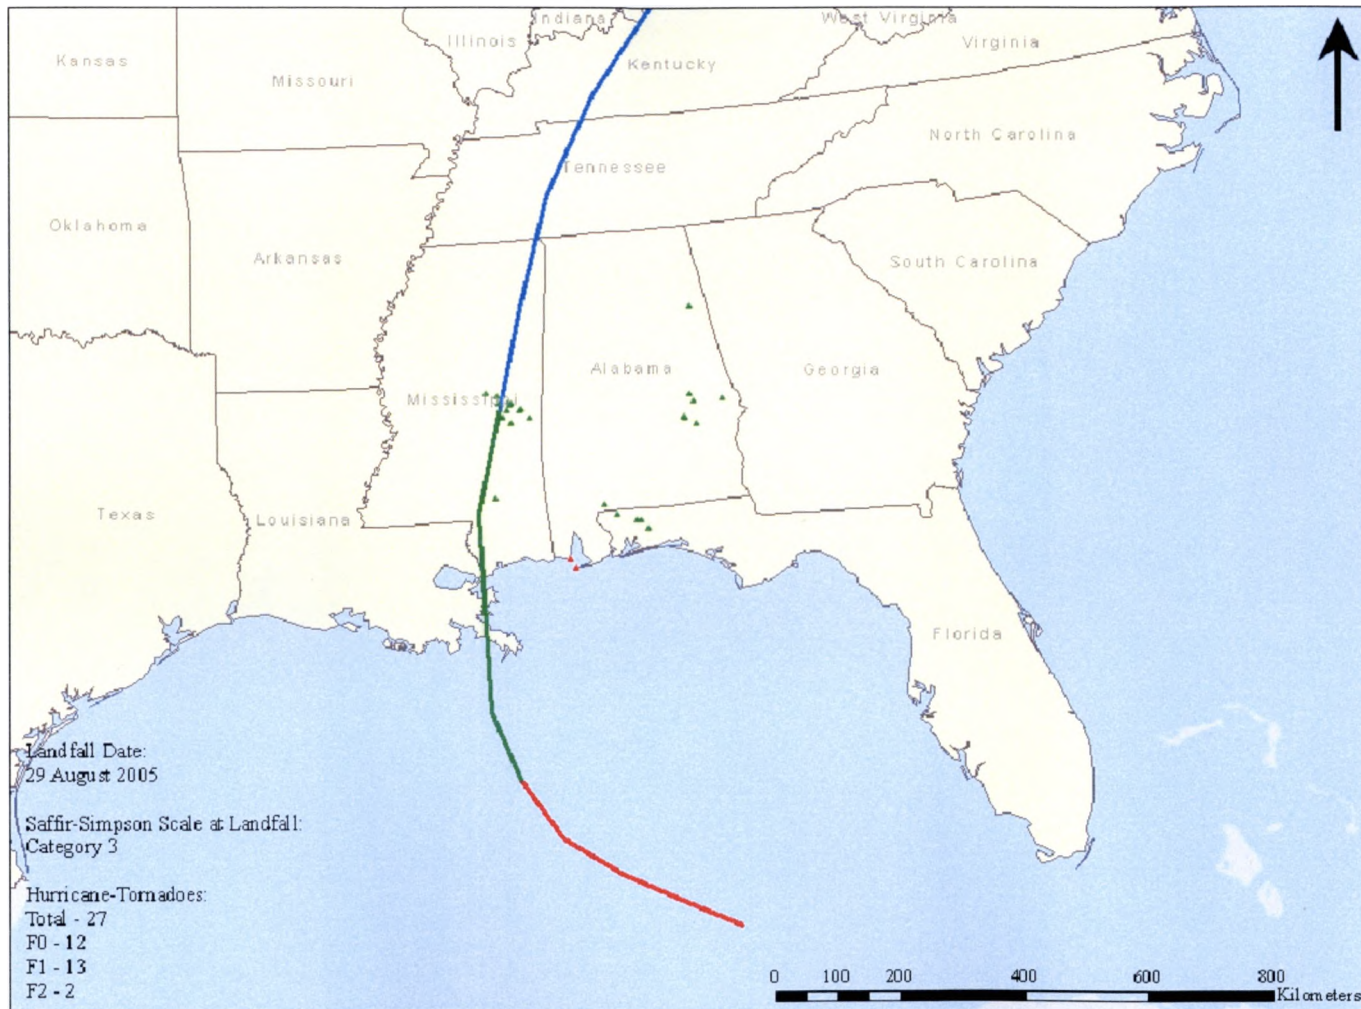 Indiana
West Virginia
Illinois
Virginia
Kansas
Kentucky
Missouri
North Carolina
Tennessee
Oklahoma
Arkansas
South Carolina
Alabama
Georgia
Mississippi
Texas
Louisiana
Florida
Landfall Date:
29 August 2005
Saffir-Simpson Scale at Landfall:
Category 3
Hurricane-Tornadoes:
Total - 27
F0 - 12
F1 - 13
F2 - 2
0 100 200 400 600 800
Kilometers